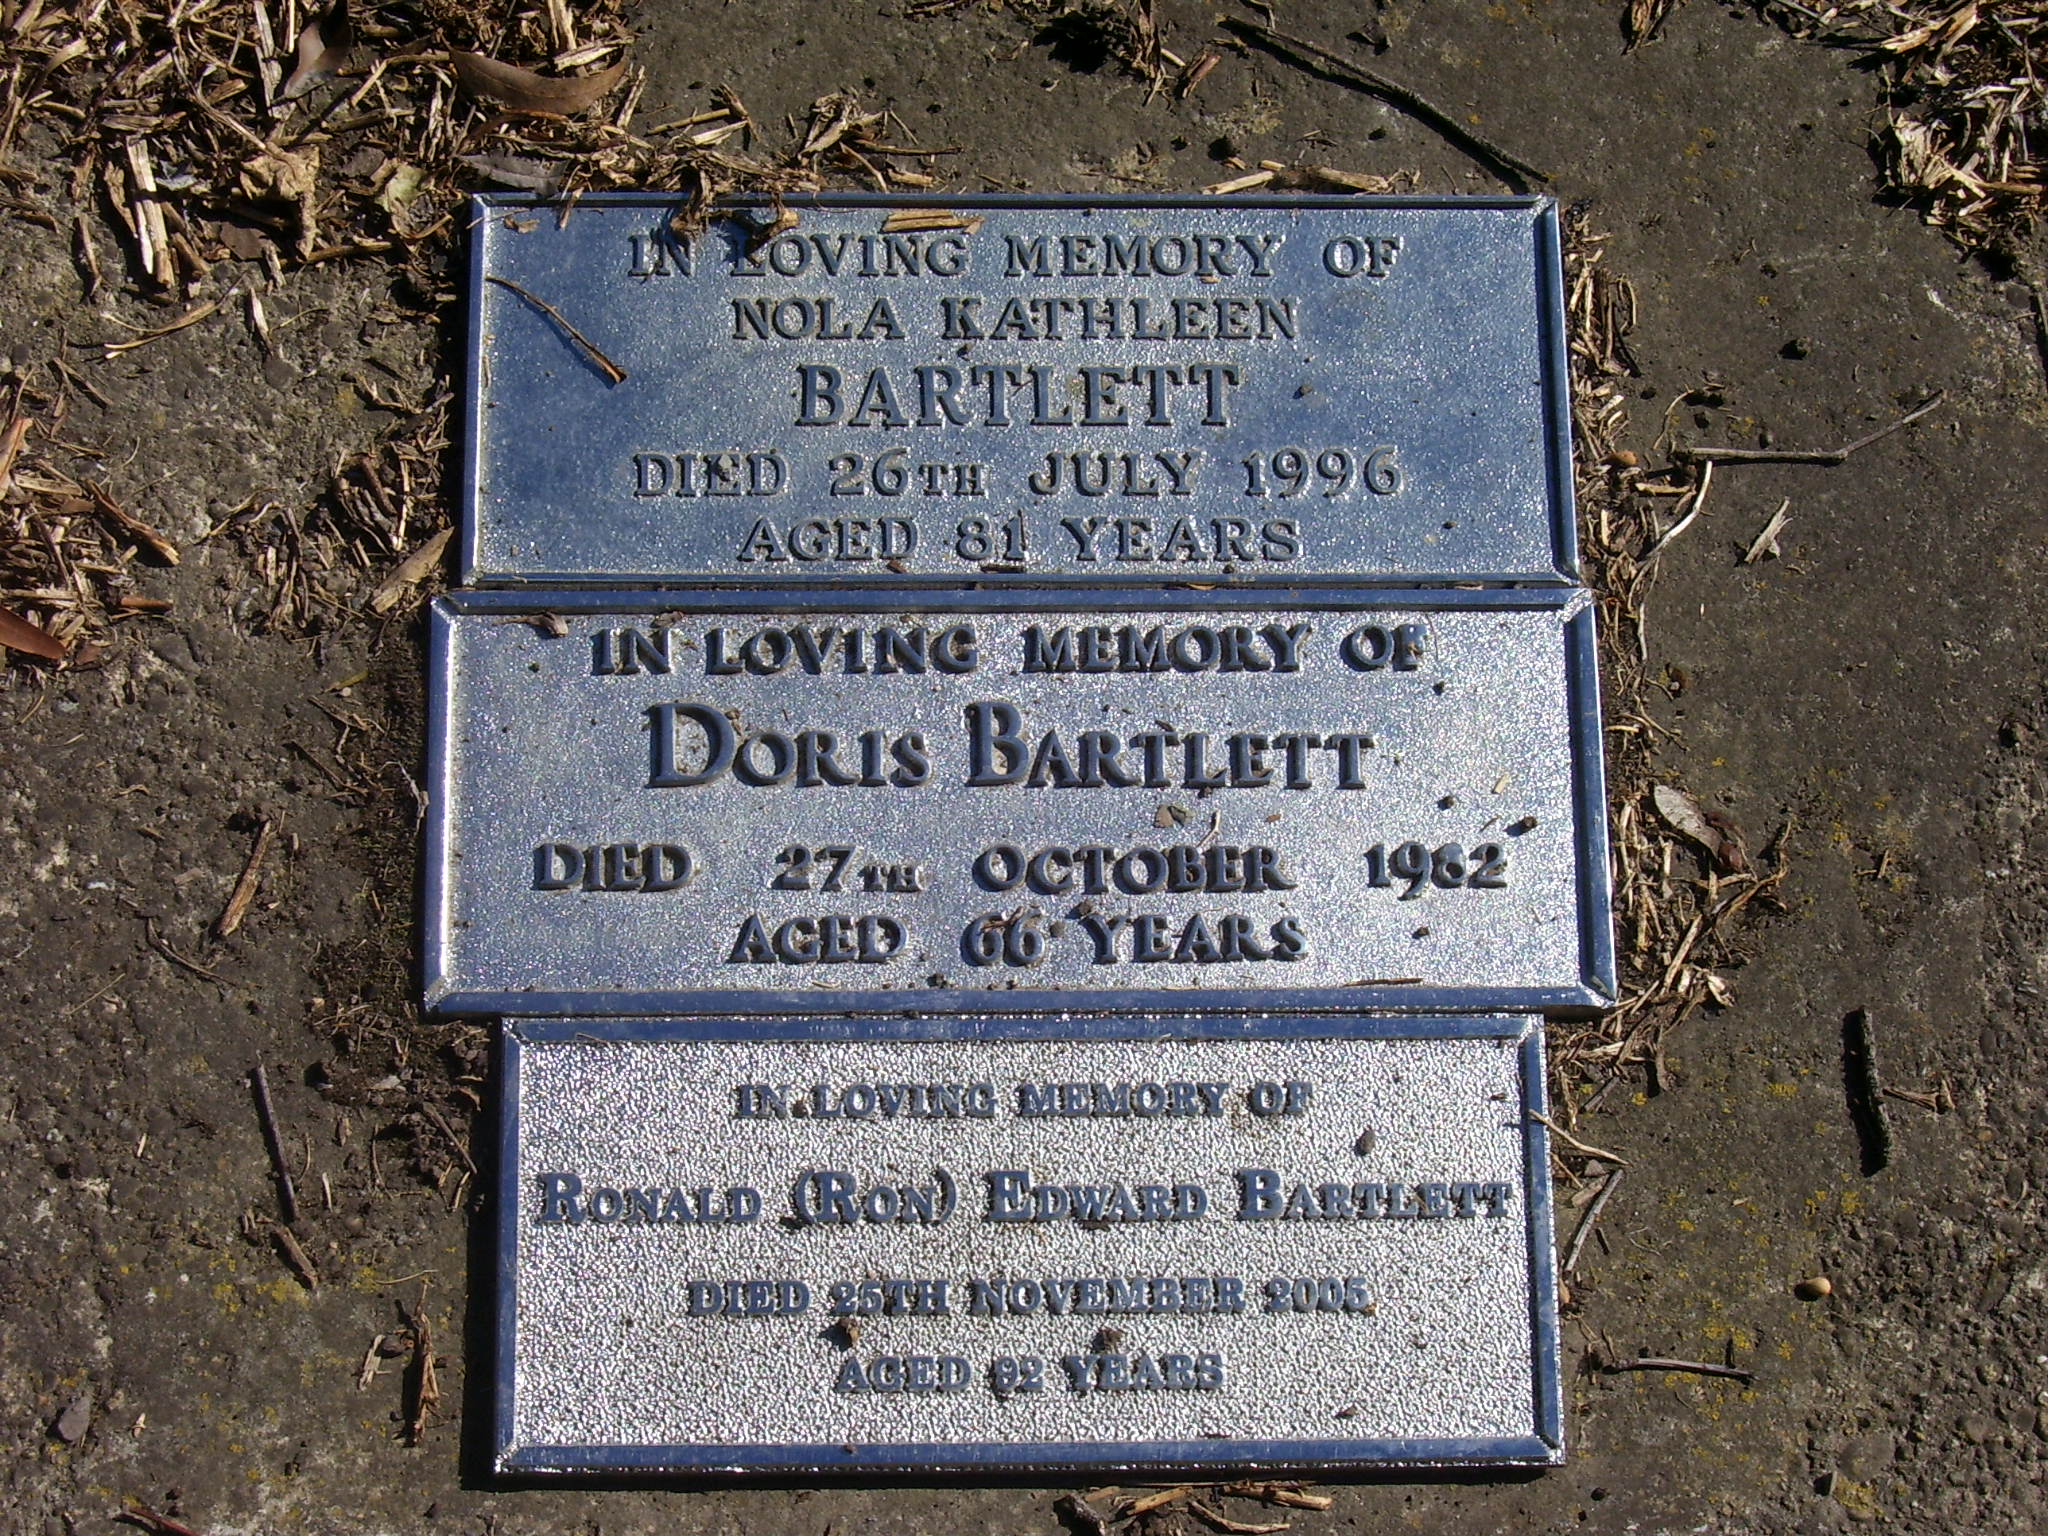 IN LOVING MEMORY OF
NOLA KATHLEEN
BARTLETT
DIED 26TH JULY 1996
AGED 81 YEARS
IN LOVING MEMORY OF
DORIS BARTLETT
DIED 27TH OCTOBER 1982
AGED 66 YEARS
IN LOVING MEMORY OF
RONALD (RON) EDWARD BARTLETT
DIED 25TH NOVEMBER 2005
AGED 92 YEARS